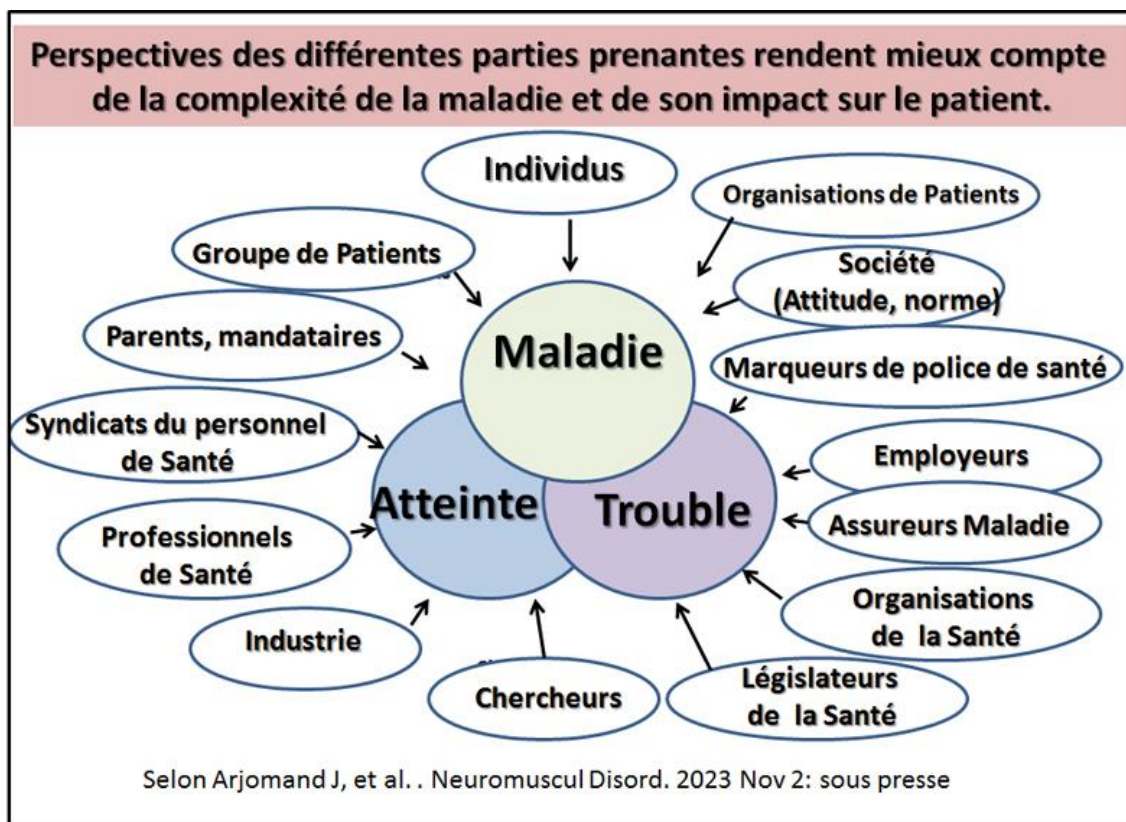 Perspectives des différentes parties prenantes rendent mieux compte
de la complexité de la maladie et de son impact sur le patient.
Individus
Organisations de Patients
Groupe de Patients
Société
(Attitude, norme)
Parents, mandataires
Maladie
Marqueurs de police de santé
Syndicats du personnel
de Santé
Employeurs
Atteinte
Trouble
Assureurs Maladie
Professionnels
de Santé
Organisations
de la Santé
Industrie
Chercheurs
Législateurs
de la Santé
Selon Arjomand J, et al. . Neuromuscul Disord. 2023 Nov 2: sous presse